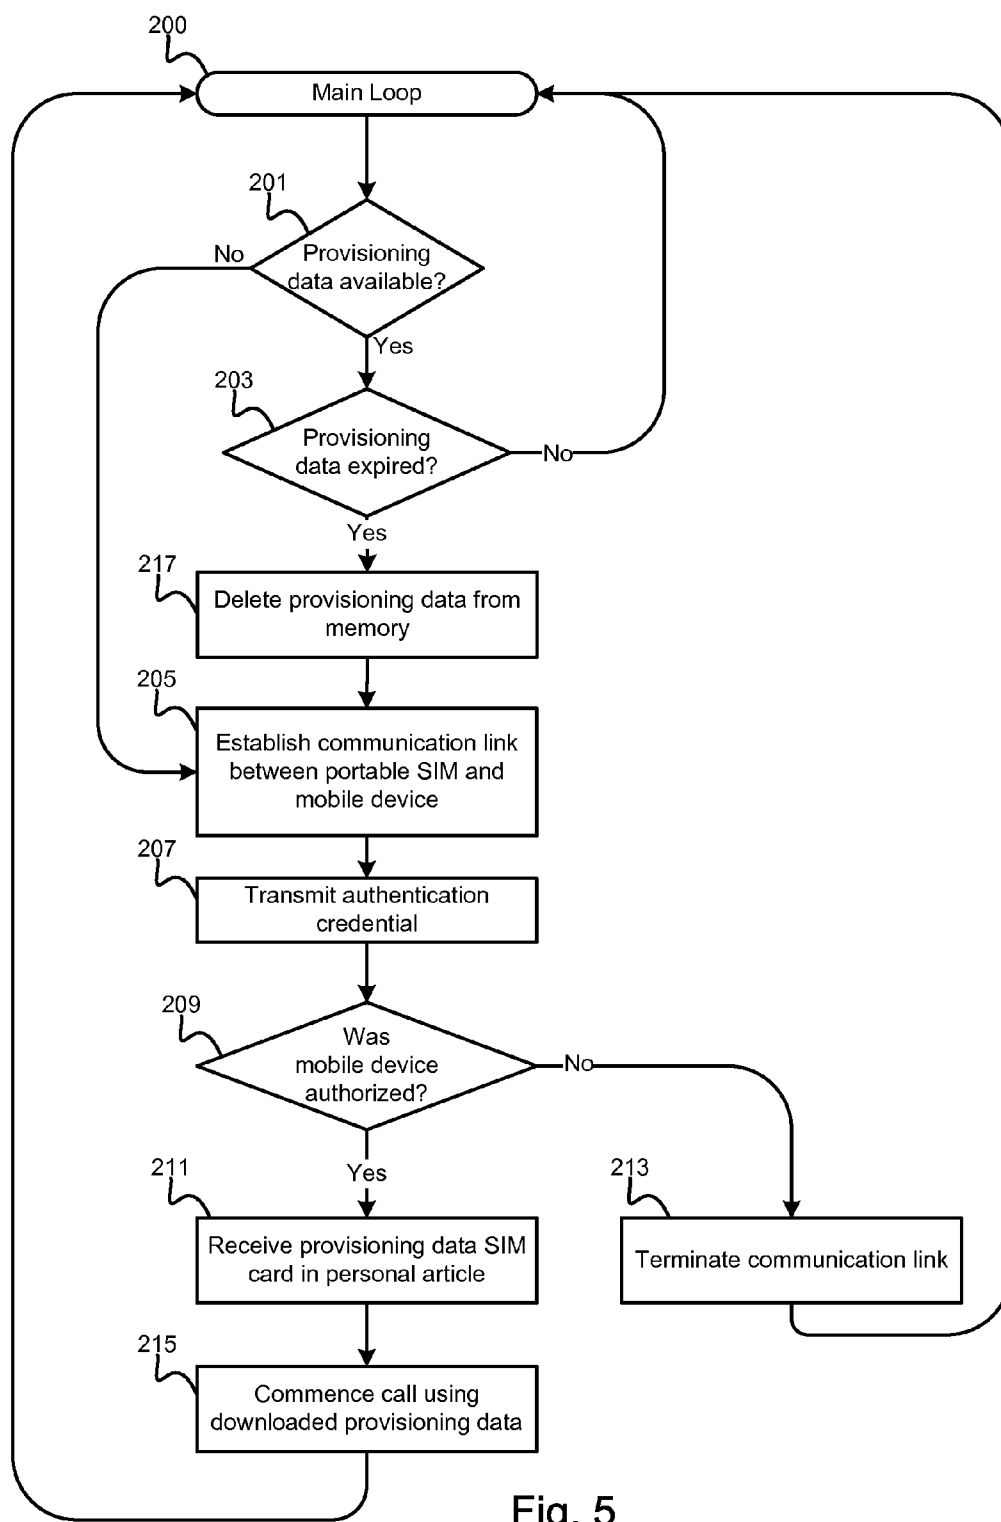 200
Main Loop
201
Provisioning
data available?
No
Yes
203
Provisioning
data expired?
No
Yes
217
Delete provisioning data from
memory
205
Establish communication link
between portable SIM and
mobile device
207
Transmit authentication
credential
209
Was
mobile device
authorized?
No
Yes
211
Receive provisioning data SIM
card in personal article
213
Terminate communication link
215
Commence call using
downloaded provisioning data
Fig. 5